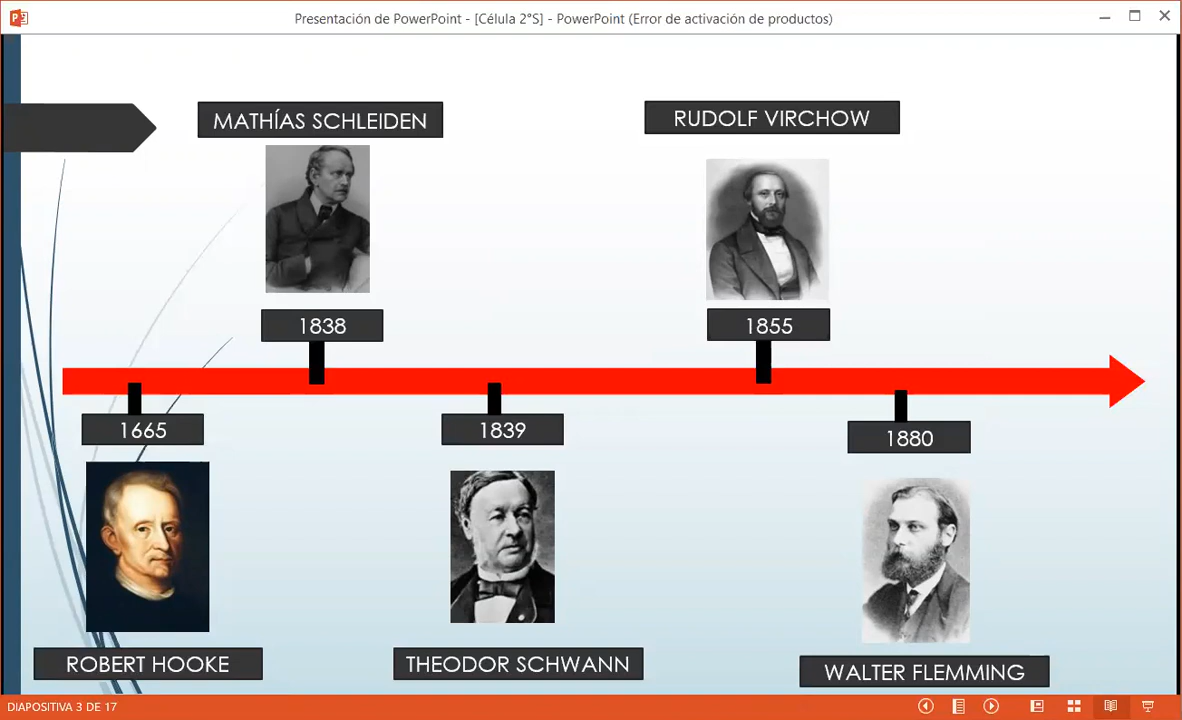 Presentación de PowerPoint - [Célula 2°S] - PowerPoint (Error de activación de productos)
MATHÍAS SCHLEIDEN
RUDOLF VIRCHOW
1838
1855
1665
1839
1880
ROBERT HOOKE
THEODOR SCHWANN
WALTER FLEMMING
DIAPOSITIVA 3 DE 17